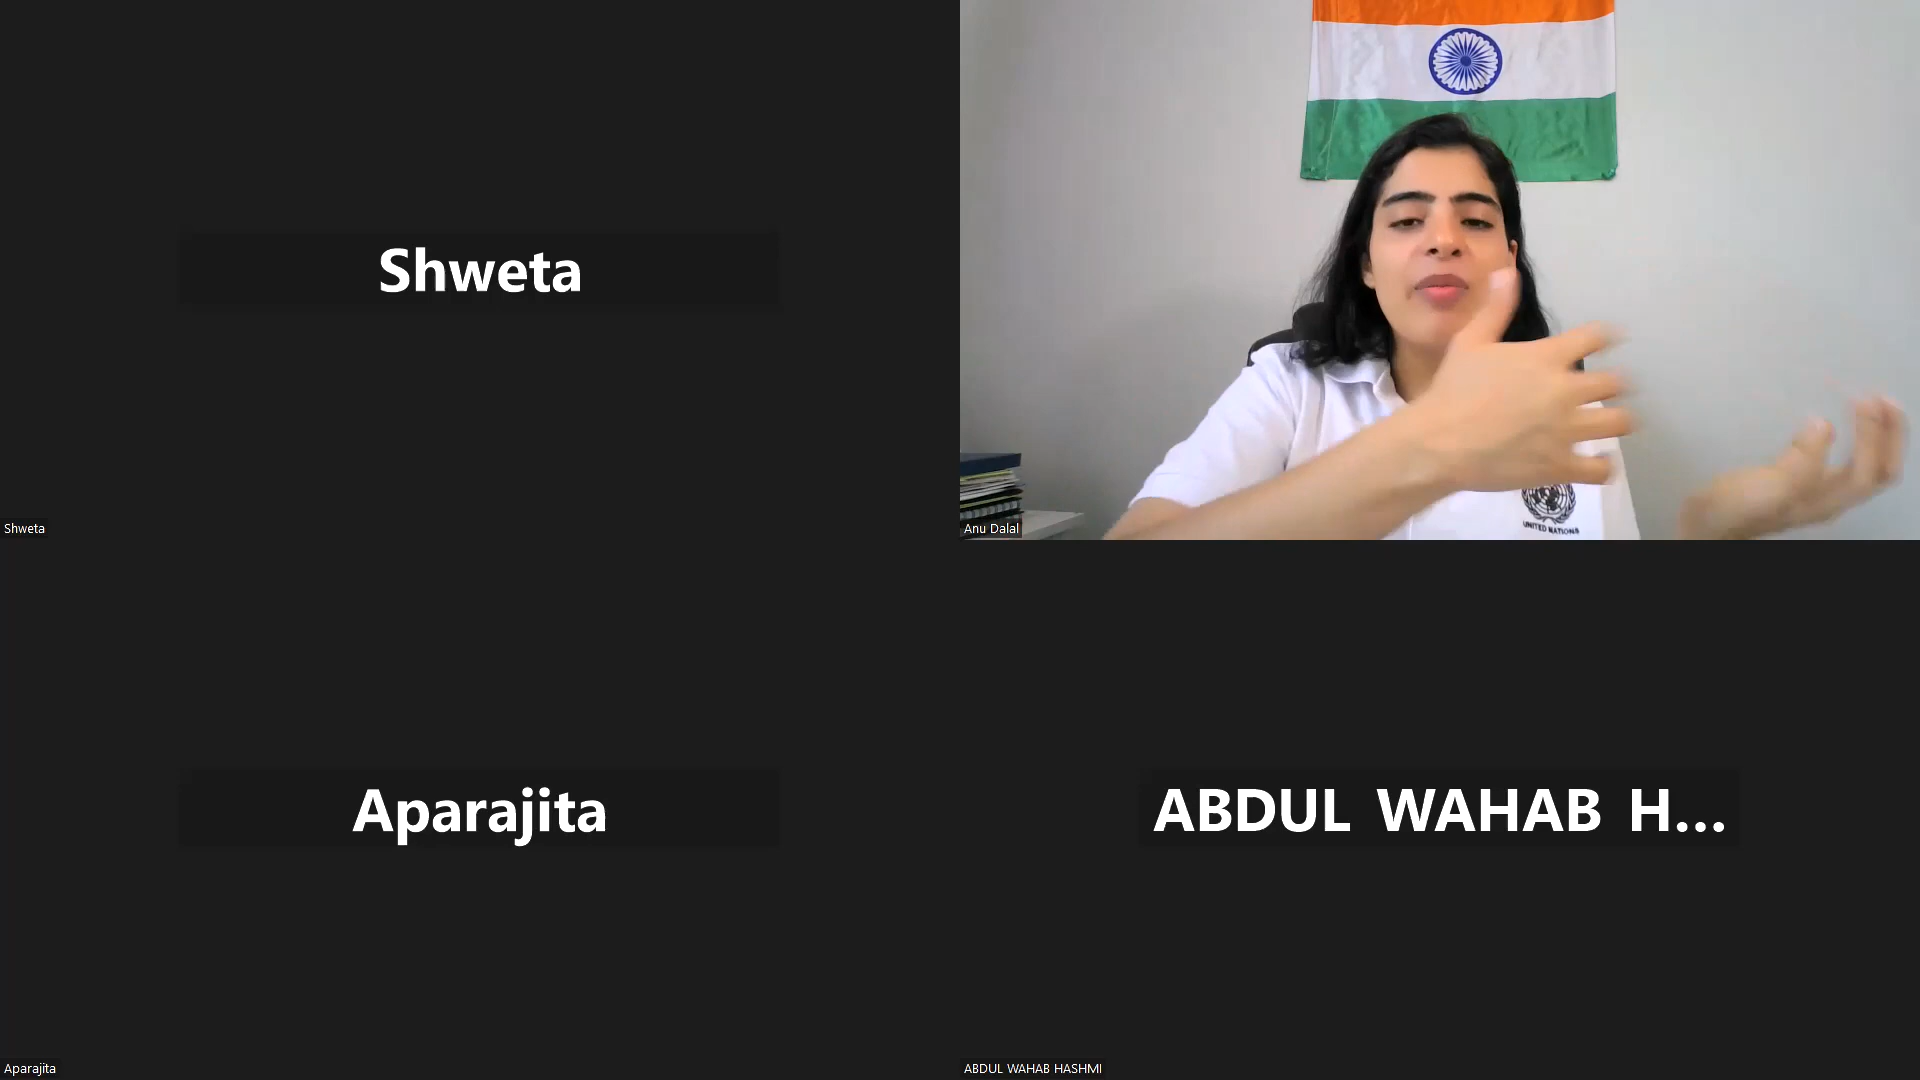 Shweta
Shweta
Anu Dalal
UNITED NATIONS
Aparajita
Aparajita
ABDUL WAHAB H...
ABDUL WAHAB HASHMI